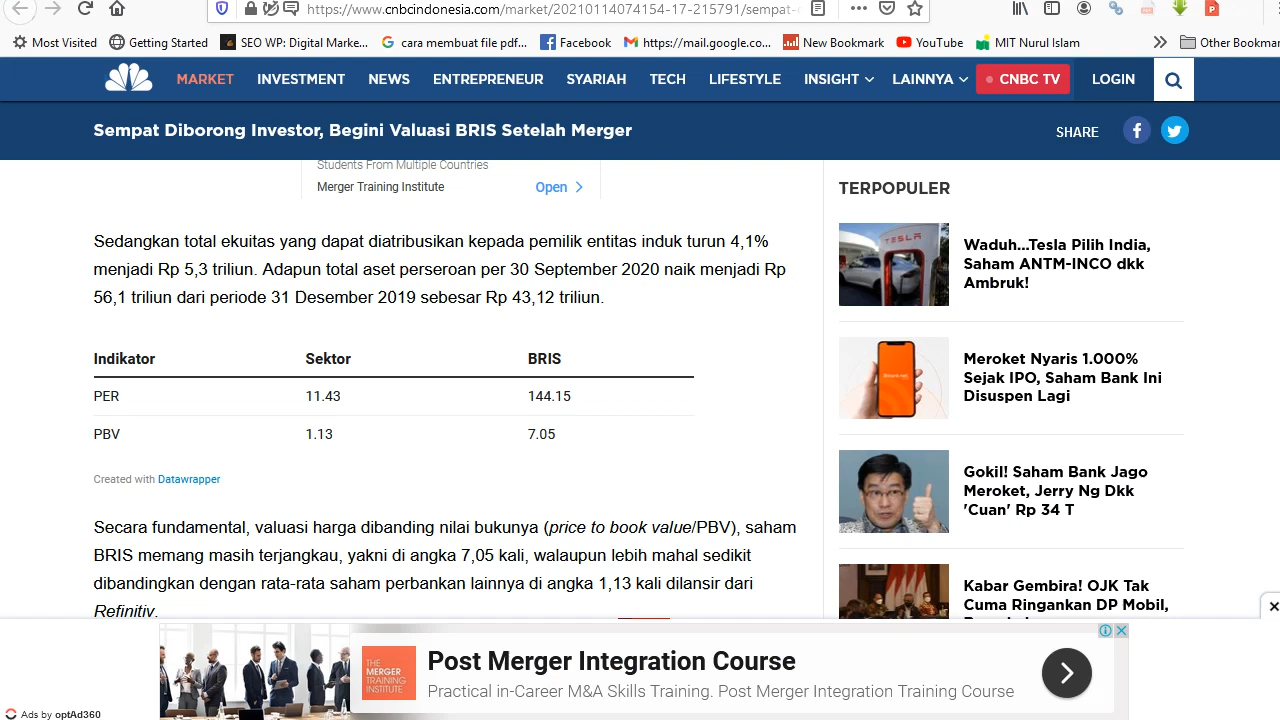 https://www.cnbcindonesia.com/market/20210114074154-17-215791/sempat-
Most Visited
Getting Started
SEO WP: Digital Marke...
cara membuat file pdf...
Facebook
https://mail.google.co...
New Bookmark
YouTube
MIT Nurul Islam
Other Bookmar
MARKET
INVESTMENT
NEWS
ENTREPRENEUR
SYARIAH
TECH
LIFESTYLE
INSIGHT
LAINNYA
CNBC TV
LOGIN
Sempat Diborong Investor, Begini Valuasi BRIS Setelah Merger
SHARE
Students From Multiple Countries
Merger Training Institute
Open
Sedangkan total ekuitas yang dapat diatribusikan kepada pemilik entitas induk turun 4,1%
menjadi Rp 5,3 triliun. Adapun total aset perseroan per 30 September 2020 naik menjadi Rp
56,1 triliun dari periode 31 Desember 2019 sebesar Rp 43,12 triliun.
Indikator Sektor BRIS
PER 11.43 144.15
PBV 1.13 7.05
Created with Datawrapper
Secara fundamental, valuasi harga dibanding nilai bukunya (price to book value/PBV), saham
BRIS memang masih terjangkau, yakni di angka 7,05 kali, walaupun lebih mahal sedikit
dibandingkan dengan rata-rata saham perbankan lainnya di angka 1,13 kali dilansir dari
Refinitiv.
TERPOPULER
TESLA
Waduh...Tesla Pilih India,
Saham ANTM-INCO dkk
Ambruk!
Meroket Nyaris 1.000%
Sejak IPO, Saham Bank Ini
Disuspen Lagi
Gokil! Saham Bank Jago
Meroket, Jerry Ng Dkk
'Cuan' Rp 34 T
Kabar Gembira! OJK Tak
Cuma Ringankan DP Mobil,
THE
MERGER
TRAINING
INSTITUTE
Post Merger Integration Course
Practical in-Career M&A Skills Training. Post Merger Integration Training Course
Ads by optAd360